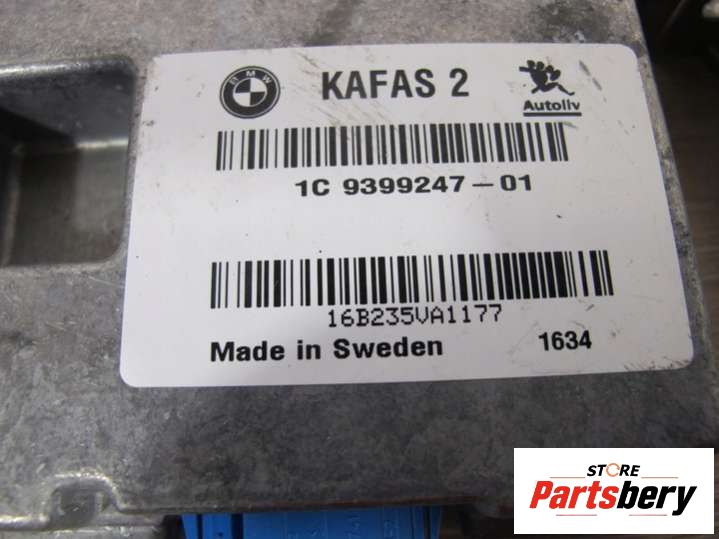 BMW
KAFAS 2
Autoliv
1C 9399247-01
16B235VA1177
Made in Sweden
1634
STORE
Partsbery